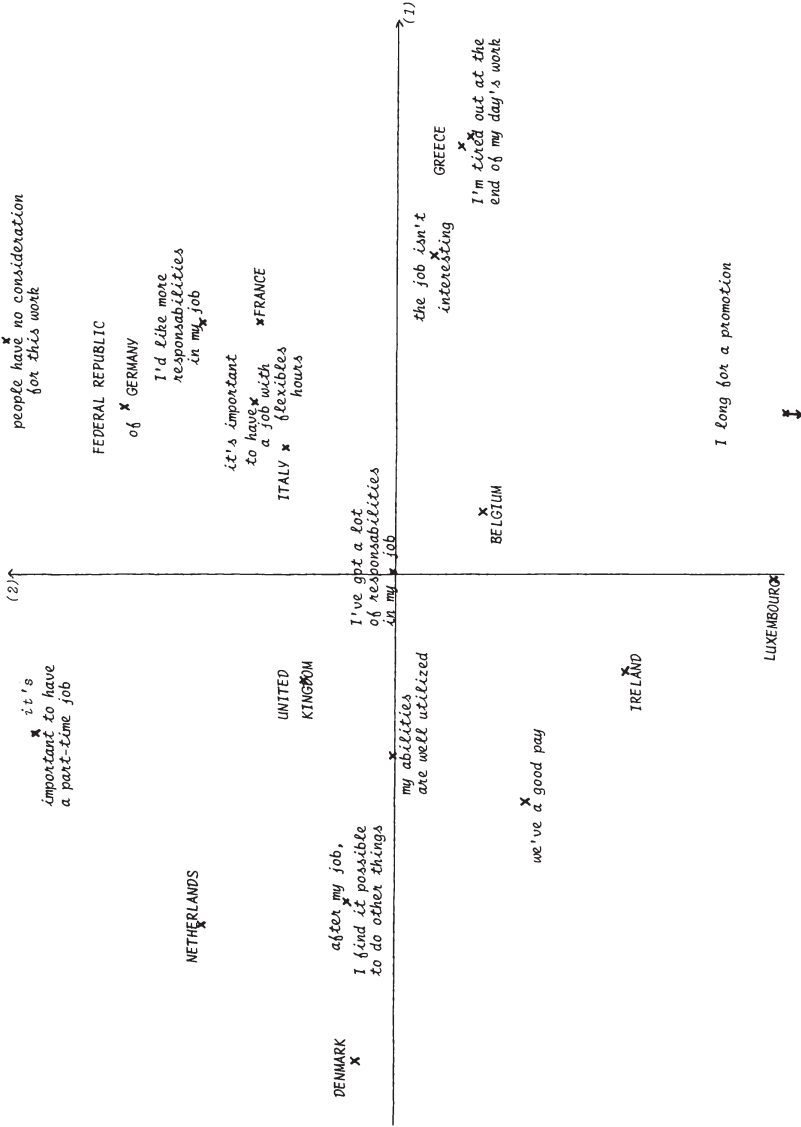 (2)
(1)
it's
important to have
a part-time job
people have no consideration
for this work
FEDERAL REPUBLIC
of GERMANY
NETHERLANDS
I'd like more
responsabilities
in my job
it's important
to have
a job with
flexibles
hours
FRANCE
ITALY
UNITED
KINGDOM
DENMARK
after my job,
I find it possible
to do other things
I've got a lot
of responsabilities
in my job
my abilities
are well utilized
the job isn't
interesting
GREECE
I'm tired out at the
end of my day's work
BELGIUM
we've a good pay
IRELAND
I long for a promotion
LUXEMBOURG